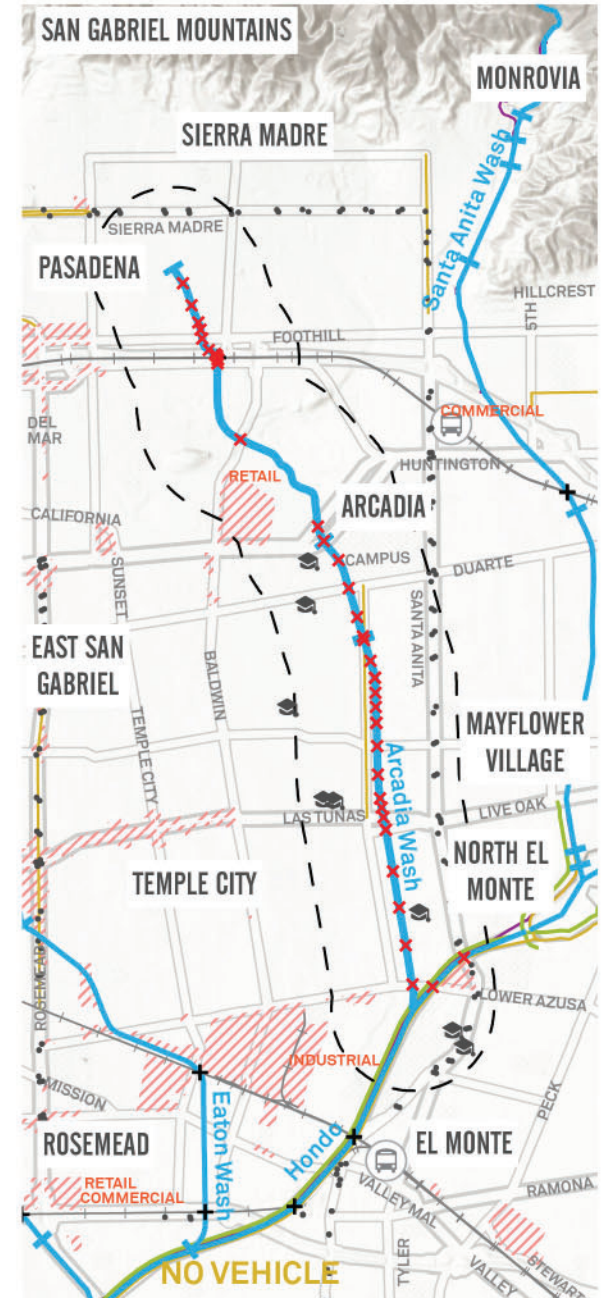 SAN GABRIEL MOUNTAINS
MONROVIA
SIERRA MADRE
Santa Anita Wash
SIERRA MADRE
PASADENA
HILLCREST
5TH
FOOTHILL
COMMERCIAL
DEL
MAR
HUNTINGTON
RETAIL
ARCADIA
CALIFORNIA
CAMPUS
DUARTE
SUNSET
SANTA ANITA
EAST SAN
GABRIEL
BALDWIN
TEMPLE CITY
MAYFLOWER
VILLAGE
Arcadia Wash
LIVE OAK
LAS TUNAS
NORTH EL
MONTE
TEMPLE CITY
ROSEMEAD
LOWER AZUSA
INDUSTRIAL
MISSION
PECK
Eaton Wash
Hondo
ROSEMEAD
EL MONTE
RETAIL
COMMERCIAL
VALLEY MAL
RAMONA
TYLER
NO VEHICLE
VALLEY
STEWART